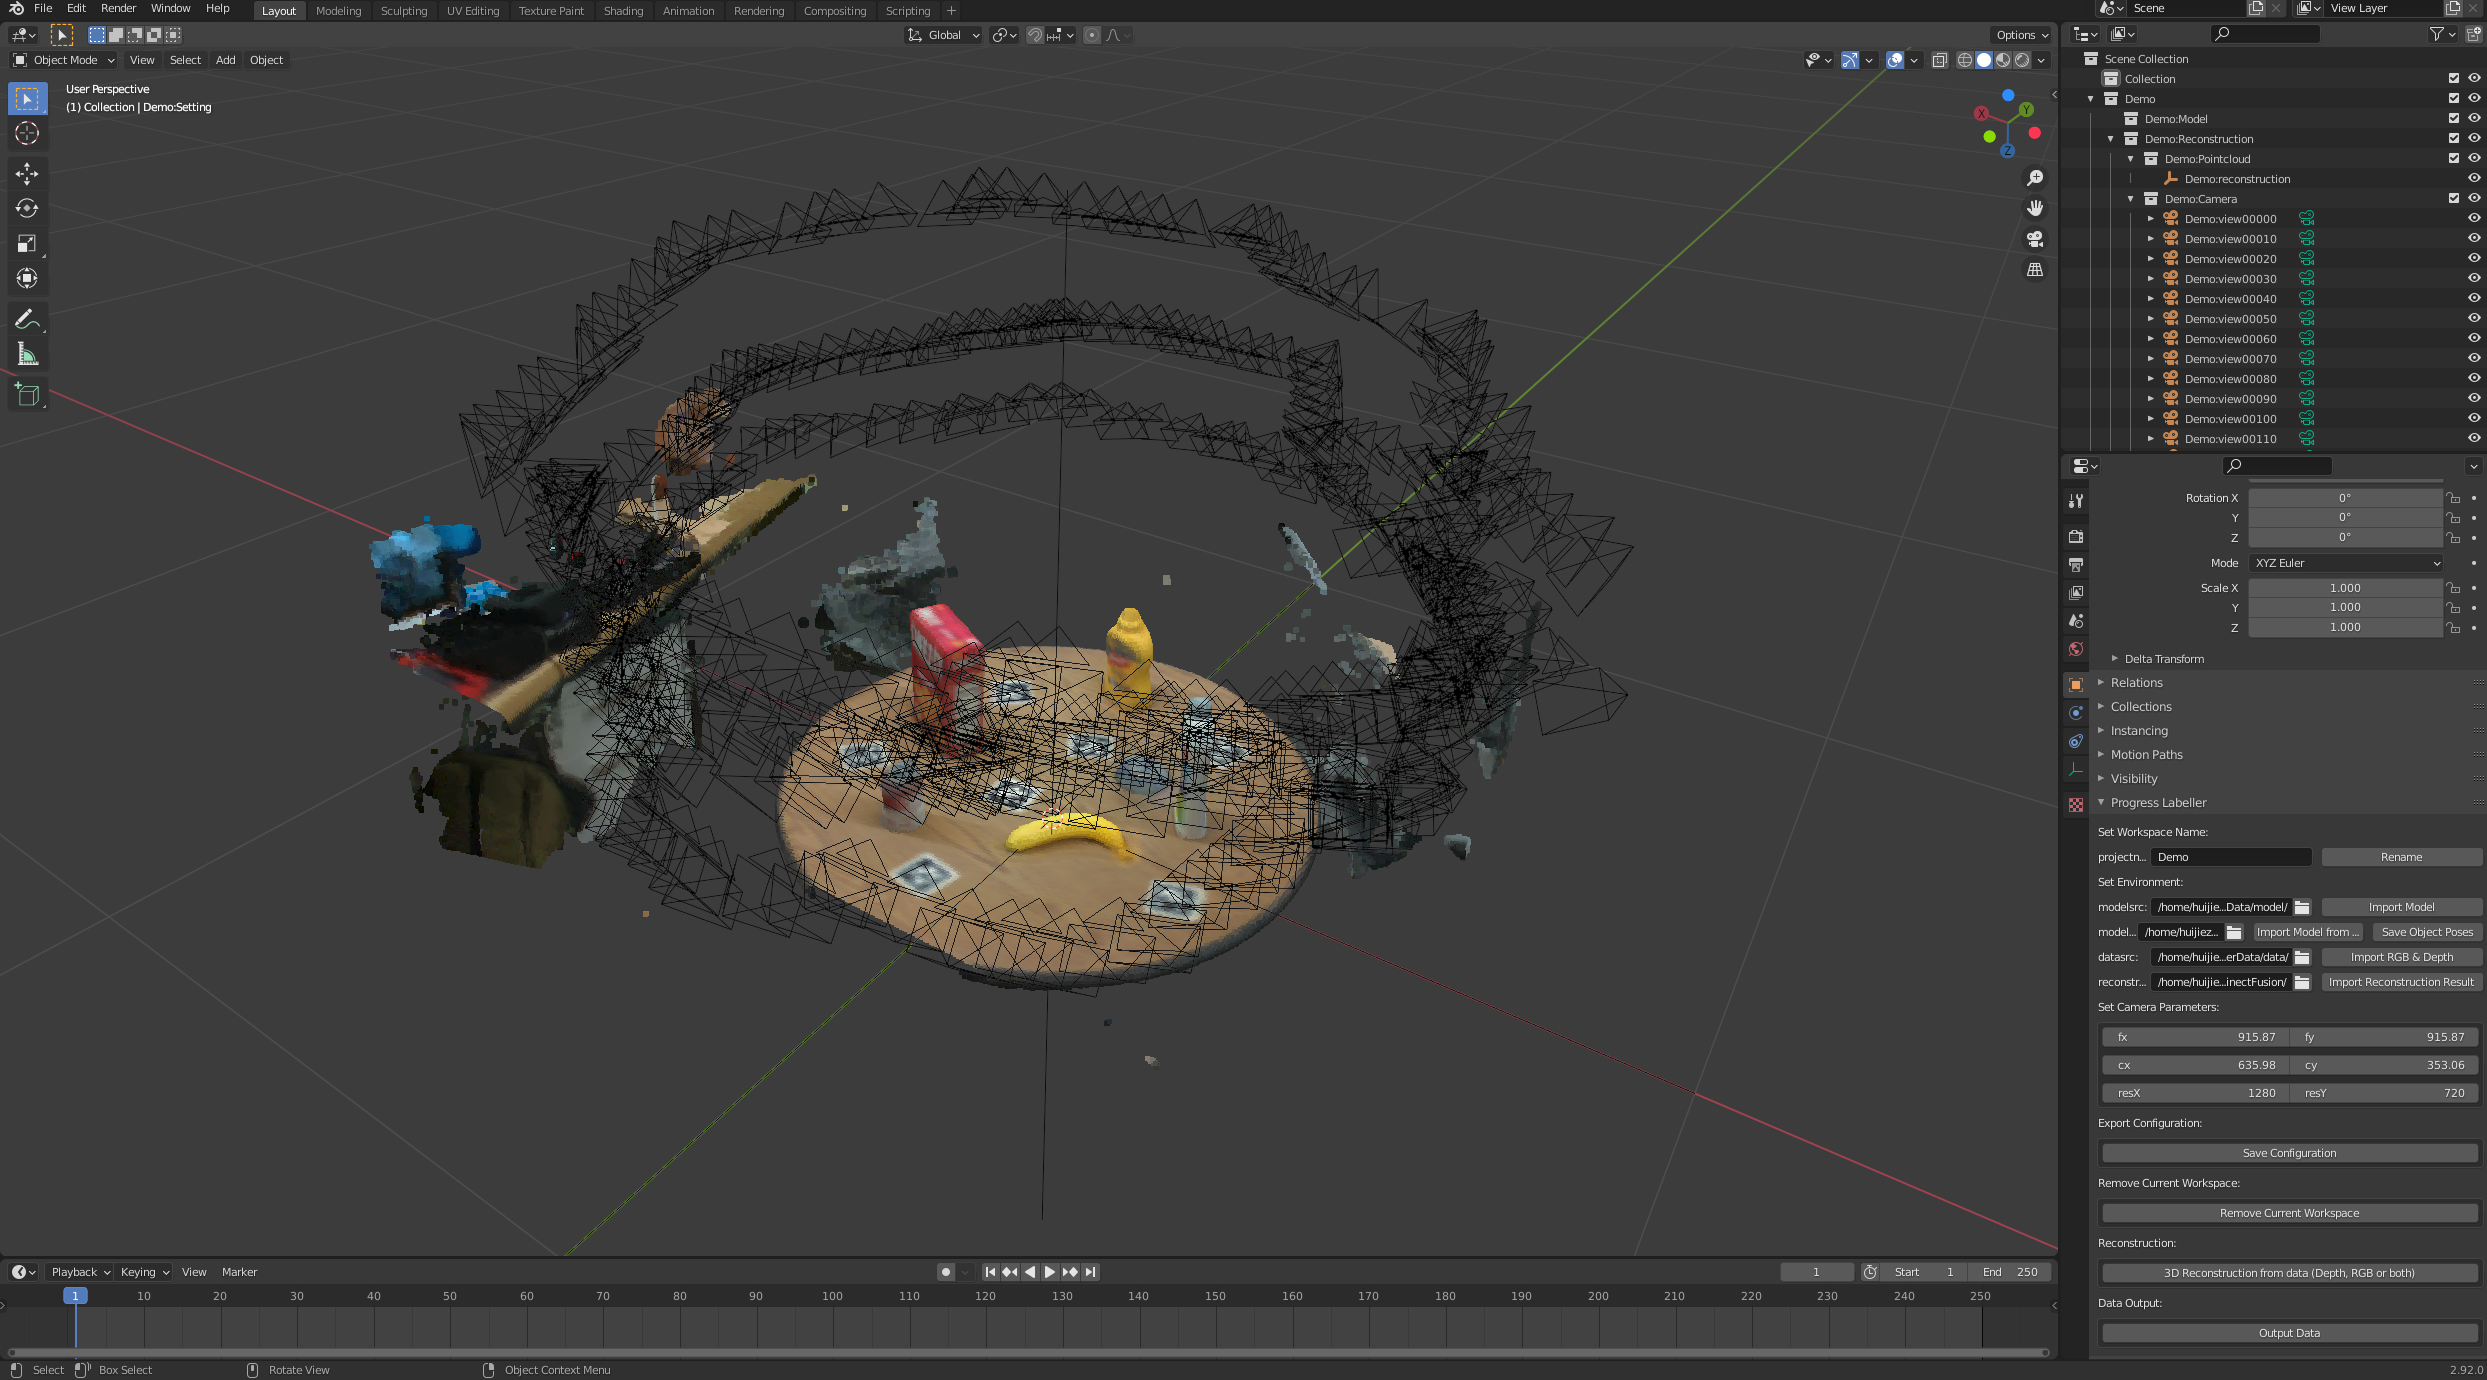 File Edit Render Window Help Layout Modeling Sculpting UV Editing Texture Paint Shading Animation Rendering Compositing Scripting + Scene View Layer
Global Options
Object Mode View Select Add Object
User Perspective
(1) Collection | Demo:Setting
X Y Z
Scene Collection
Collection
Demo
Demo:Model
Demo:Reconstruction
Demo:Pointcloud
Demo:reconstruction
Demo:Camera
Demo:view00000
Demo:view00010
Demo:view00020
Demo:view00030
Demo:view00040
Demo:view00050
Demo:view00060
Demo:view00070
Demo:view00080
Demo:view00090
Demo:view00100
Demo:view00110
Rotation X 0°
Y 0°
Z 0°
Mode XYZ Euler
Scale X 1.000
Y 1.000
Z 1.000
Delta Transform
Relations
Collections
Instancing
Motion Paths
Visibility
Progress Labeller
Set Workspace Name:
projectn... Demo Rename
Set Environment:
modelsrc: /home/huijie...Data/model/ Import Model
model... /home/huijiez... Import Model from ... Save Object Poses
datasrc: /home/huijie...erData/data/ Import RGB & Depth
reconstr... /home/huijie...inectFusion/ Import Reconstruction Result
Set Camera Parameters:
fx 915.87 fy 915.87
cx 635.98 cy 353.06
resX 1280 resY 720
Export Configuration:
Save Configuration
Remove Current Workspace:
Remove Current Workspace
Reconstruction:
3D Reconstruction from data (Depth, RGB or both)
Data Output:
Output Data
Playback Keying View Marker 1 Start 1 End 250
1 10 20 30 40 50 60 70 80 90 100 110 120 130 140 150 160 170 180 190 200 210 220 230 240 250
Select Box Select Rotate View Object Context Menu 2.92.0